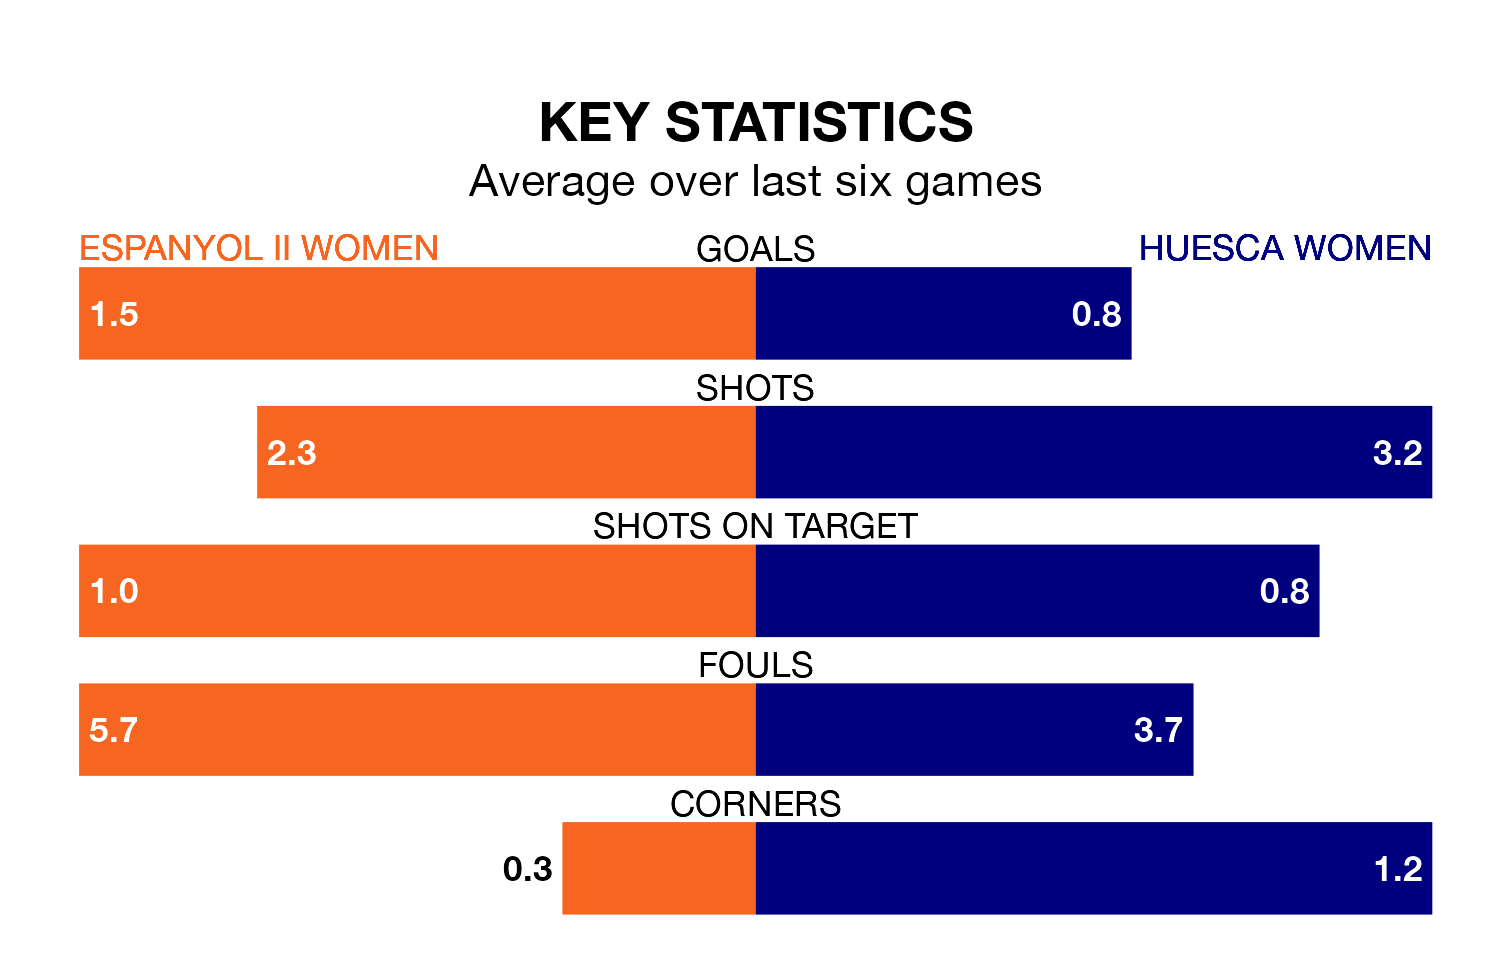 KEY STATISTICS
Average over last six games
ESPANYOL II WOMEN GOALS HUESCA WOMEN
1.5 0.8
SHOTS
2.3 3.2
SHOTS ON TARGET
1.0 0.8
FOULS
5.7 3.7
CORNERS
0.3 1.2